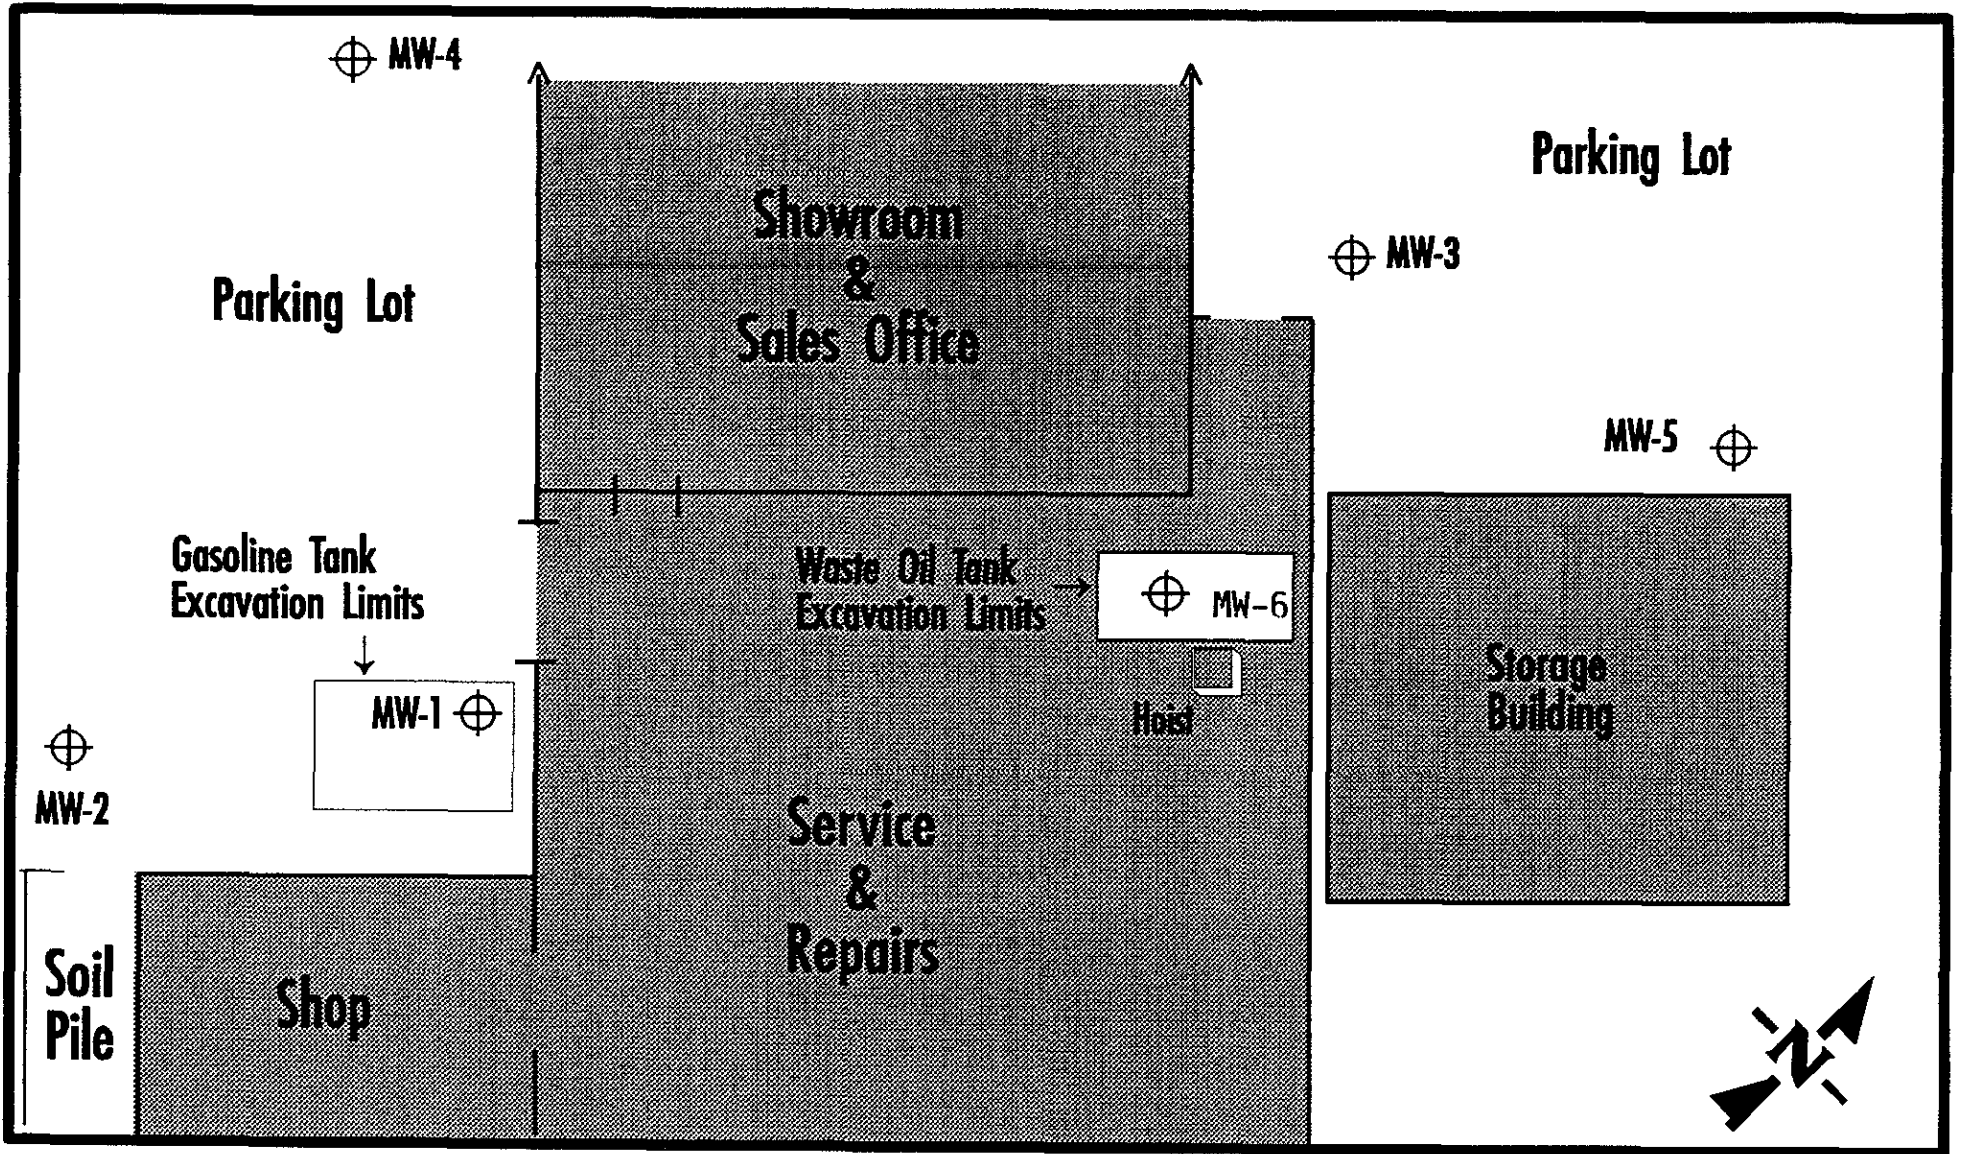 MW-4
Parking Lot
Showroom
&
Sales Office
MW-3
Parking Lot
MW-5
Gasoline Tank
Excavation Limits
Waste Oil Tank
Excavation Limits
MW-6
MW-1
Hoist
Storage
Building
MW-2
Service
&
Repairs
Soil
Pile
Shop
N